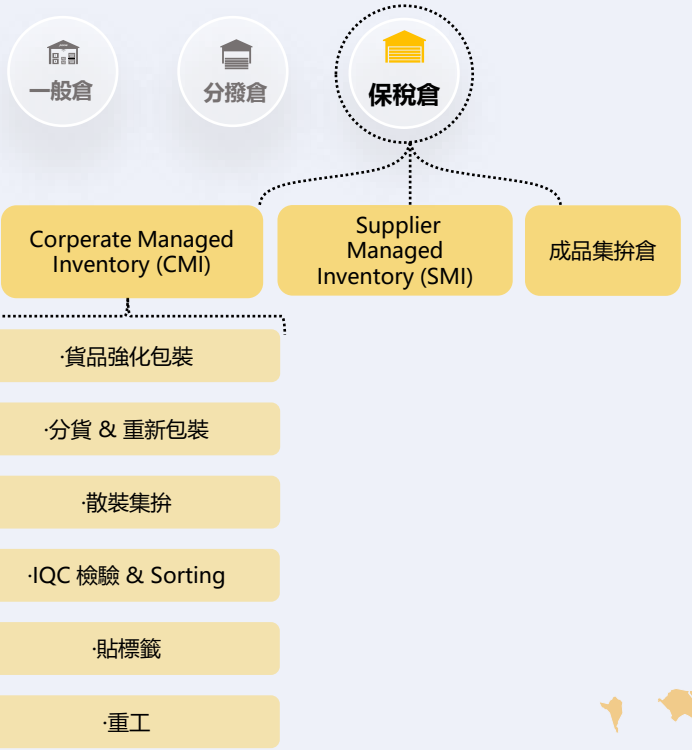 一般倉
分撥倉
保稅倉
Corperate Managed
Inventory (CMI)
Supplier
Managed
Inventory (SMI)
成品集拚倉
·貨品強化包裝
·分貨 & 重新包裝
·散裝集拚
·IQC 檢驗 & Sorting
·貼標籤
·重工